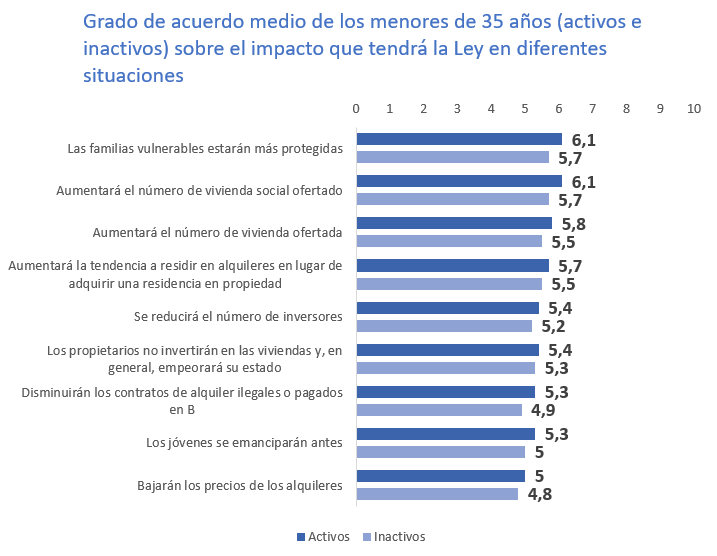 Grado de acuerdo medio de los menores de 35 años (activos e
inactivos) sobre el impacto que tendrá la Ley en diferentes
situaciones
0 1 2 3 4 5 6 7 8 9 10
Las familias vulnerables estarán más protegidas
6,1
5,7
Aumentará el número de vivienda social ofertado
6,1
5,7
Aumentará el número de vivienda ofertada
5,8
5,5
Aumentará la tendencia a residir en alquileres en lugar de
adquirir una residencia en propiedad
5,7
5,5
Se reducirá el número de inversores
5,4
5,2
Los propietarios no invertirán en las viviendas y, en
general, empeorará su estado
5,4
5,3
Disminuirán los contratos de alquiler ilegales o pagados
en B
5,3
4,9
Los jóvenes se emanciparán antes
5,3
5
Bajarán los precios de los alquileres
5
4,8
Activos Inactivos